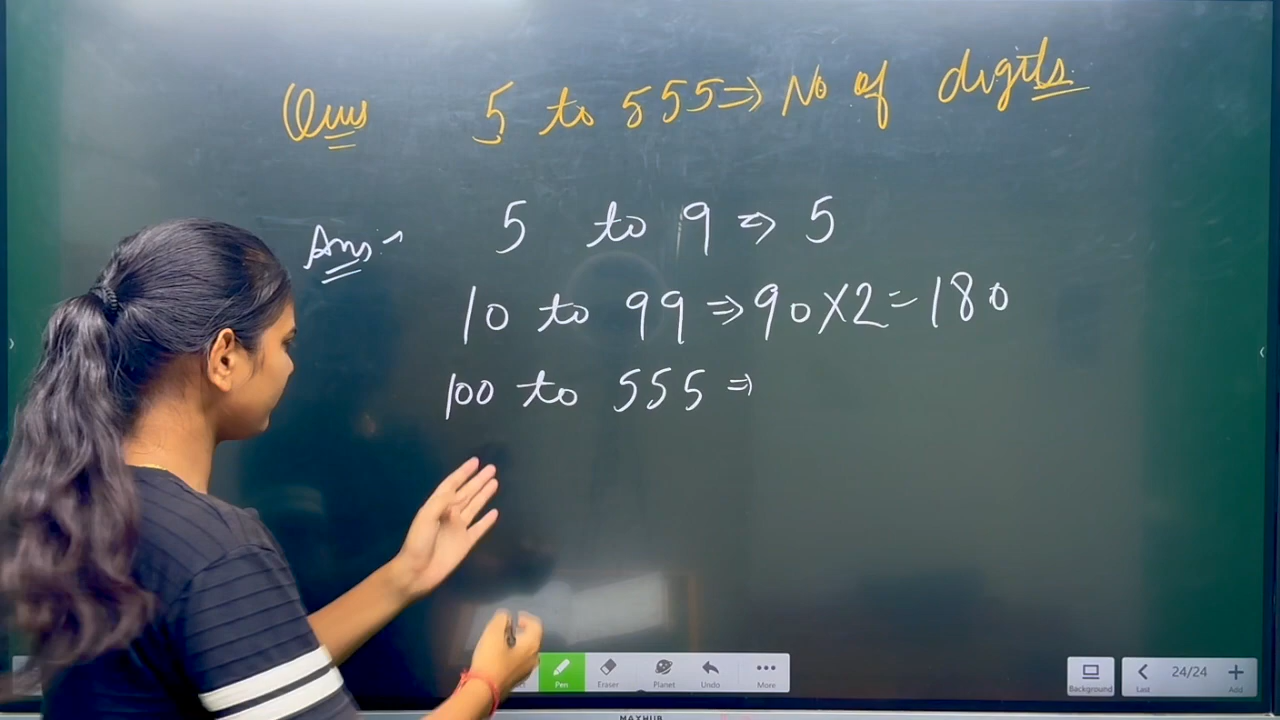 Ques 5 to 555 ⇒ No of digits
Ans:- 5 to 9 ⇒ 5
10 to 99 ⇒ 90 X 2 = 180
100 to 555 ⇒
Pen Eraser Planet Undo More
Background Last 24/24 Add
MAXHUB